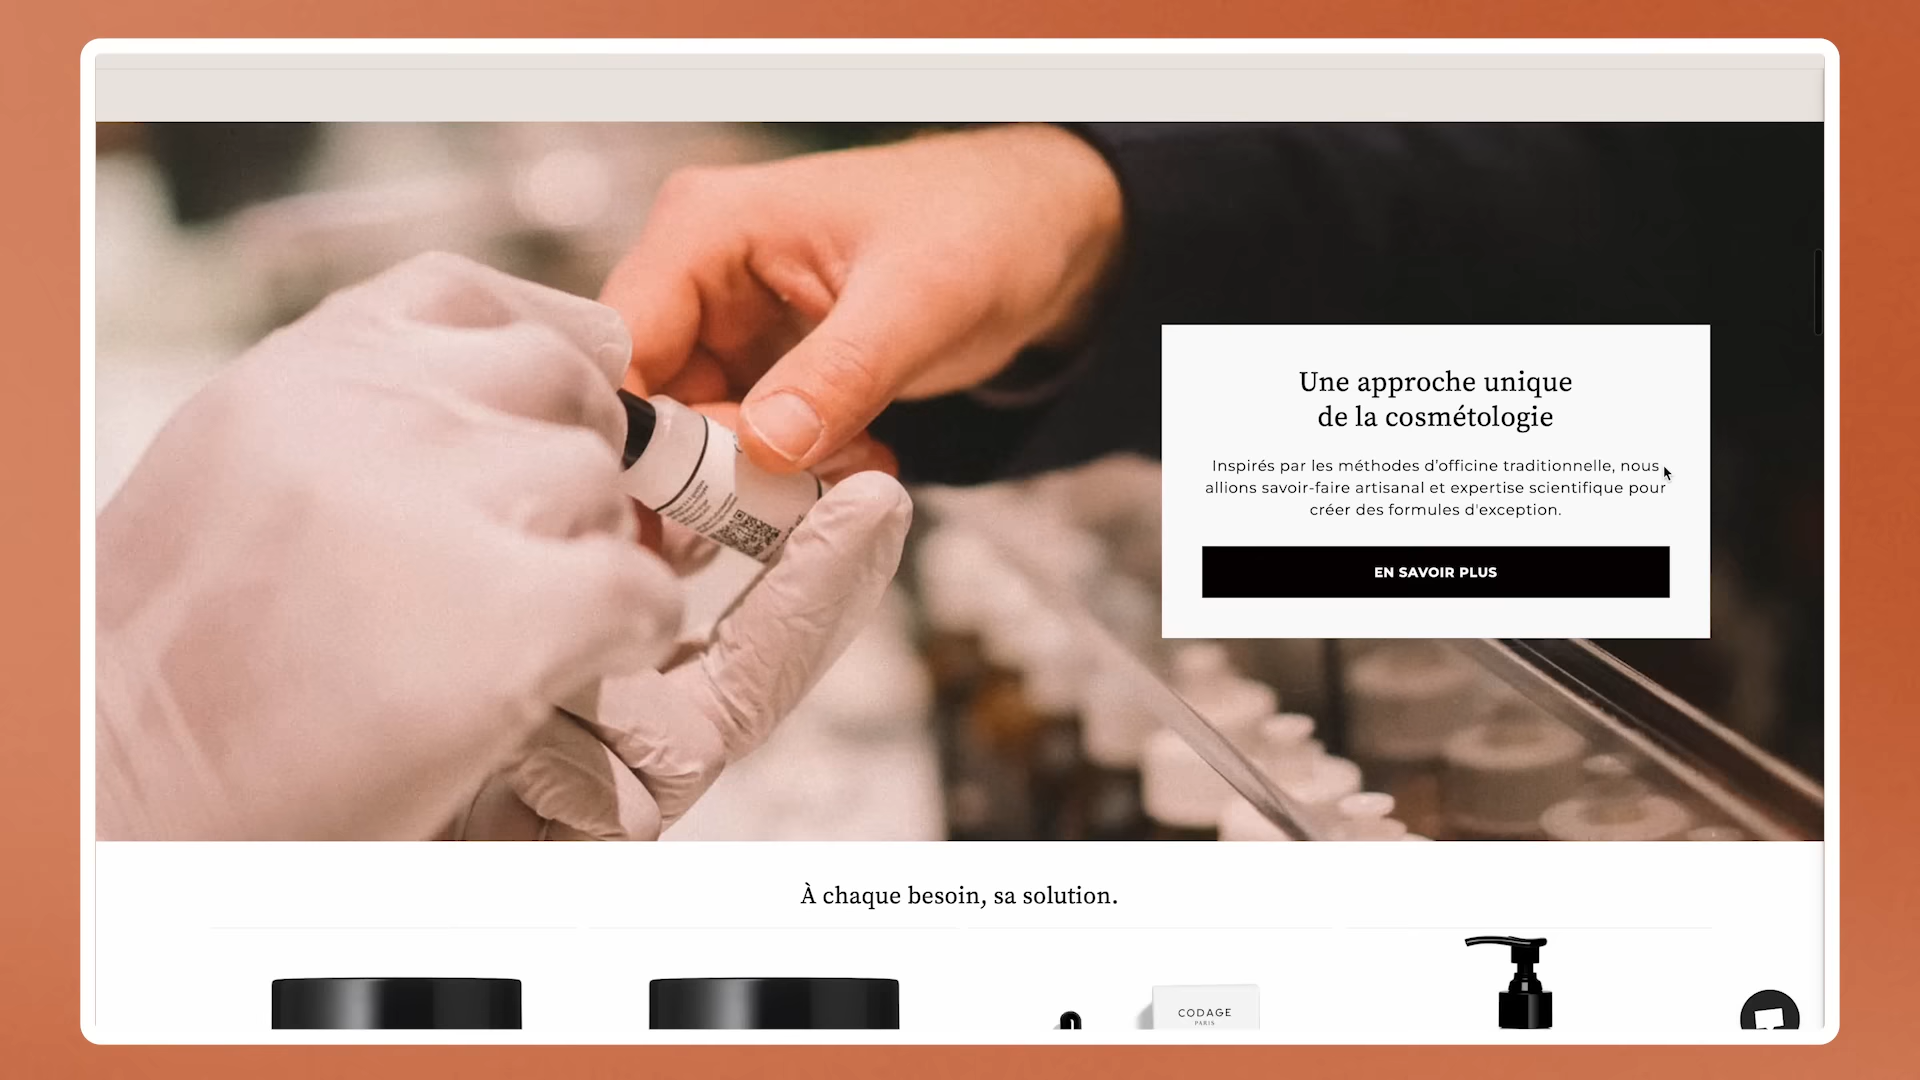 Une approche unique
de la cosmétologie
Inspirés par les méthodes d'officine traditionnelle, nous
allions savoir-faire artisanal et expertise scientifique pour
créer des formules d'exception.
EN SAVOIR PLUS
À chaque besoin, sa solution.
CODAGE
PARIS